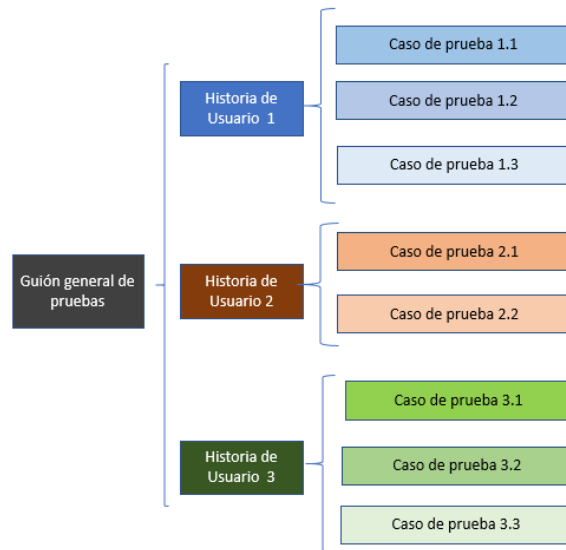 Guión general de
pruebas
Historia de
Usuario 1
Caso de prueba 1.1
Caso de prueba 1.2
Caso de prueba 1.3
Historia de
Usuario 2
Caso de prueba 2.1
Caso de prueba 2.2
Historia de
Usuario 3
Caso de prueba 3.1
Caso de prueba 3.2
Caso de prueba 3.3